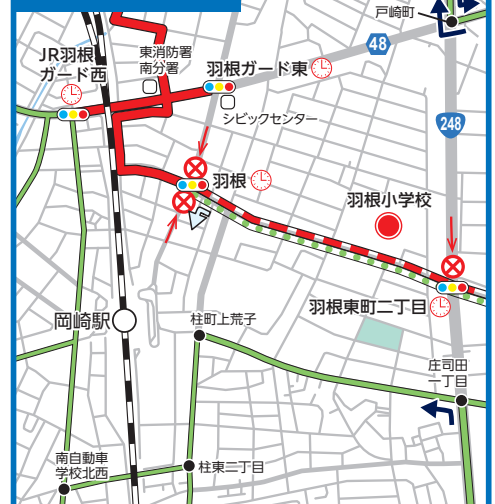 戸崎町
48
JR羽根
ガード西
東消防署
南分署
羽根ガード東
シビックセンター
248
羽根
羽根小学校
羽根東町二丁目
岡崎駅
柱町上荒子
庄司田
一丁目
南自動車
学校北西
柱東二丁目